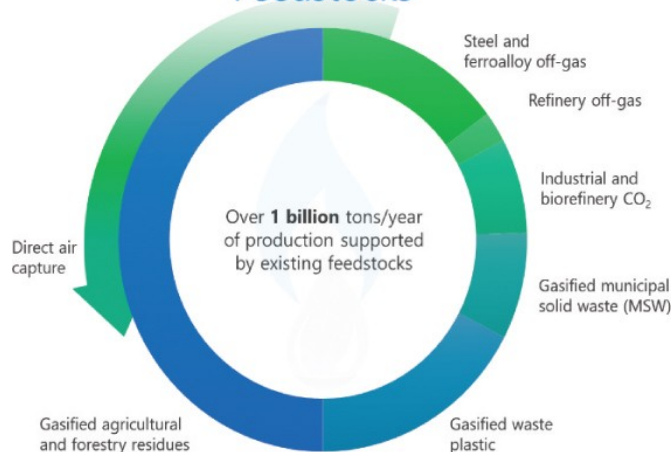 Feedstocks
Steel and
ferroalloy off-gas
Refinery off-gas
Industrial and
biorefinery CO₂
Over 1 billion tons/year
of production supported
by existing feedstocks
Direct air
capture
Gasified municipal
solid waste (MSW)
Gasified agricultural
and forestry residues
Gasified waste
plastic